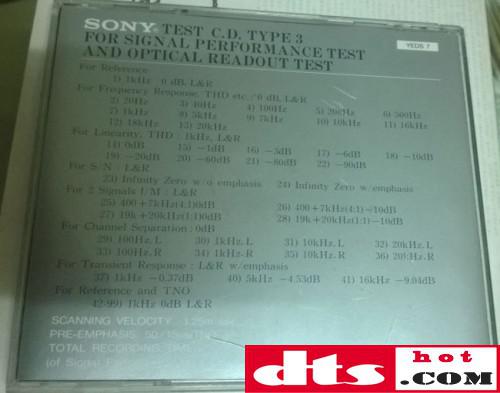 SONY TEST C.D. TYPE 3
FOR SIGNAL PERFORMANCE TEST
AND OPTICAL READOUT TEST
YEDS 7
For Reference
1) 1kHz 0 dB, L&R
For Frequency Response, THD etc. : 0 dB, L&R
2) 20Hz 3) 40Hz 4) 100Hz 5) 200Hz 6) 500Hz
7) 1kHz 8) 5kHz 9) 7kHz 10) 10kHz 11) 16kHz
12) 18kHz 13) 20kHz
For Linearity, THD : 1kHz, L&R
14) 0dB 15) -1dB 16) -3dB 17) -6dB 18) -10dB
19) -20dB 20) -60dB 21) -80dB 22) -90dB
For S/N : L&R
23) Infinity Zero w/o emphasis 24) Infinity Zero w/emphasis
For 2 Signals I/M : L&R
25) 400+7kHz(4:1)0dB 26) 400+7kHz(4:1)-10dB
27) 19k+20kHz(1:1)0dB 28) 19k+20kHz(1:1)-10dB
For Channel Separation : 0dB
29) 100Hz. L 30) 1kHz. L 31) 10kHz. L 32) 20kHz. L
33) 100Hz. R 34) 1kHz. R 35) 10kHz. R 36) 20kHz. R
For Transient Response : L&R w/emphasis
37) 1kHz -0.37dB 40) 5kHz -4.53dB 41) 16kHz -9.04dB
For Reference and TNO
42-99) 1kHz 0dB L&R
SCANNING VELOCITY : 1.25m
PRE-EMPHASIS: 50/15
TOTAL RECORDING TIME
(of Signal
dts hot
.COM